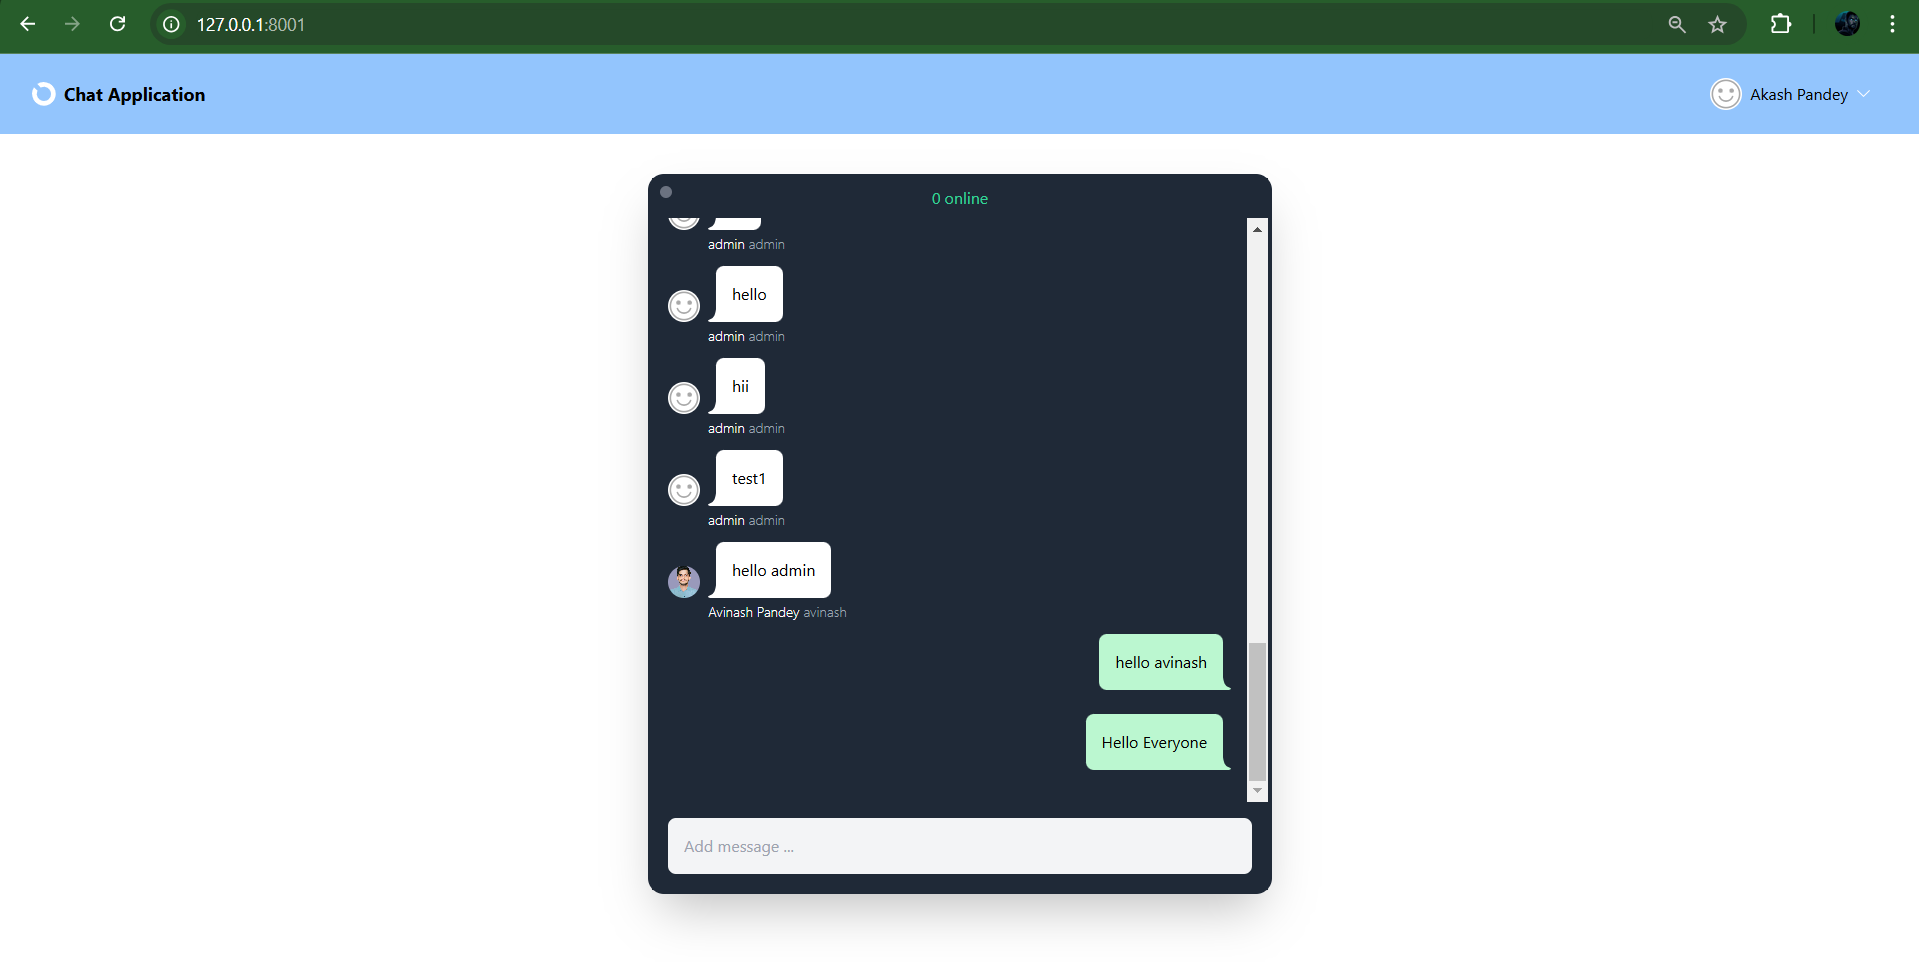 127.0.0.1:8001
Chat Application
Akash Pandey
0 online
admin admin
hello
admin admin
hii
admin admin
test1
admin admin
hello admin
Avinash Pandey avinash
hello avinash
Hello Everyone
Add message ...